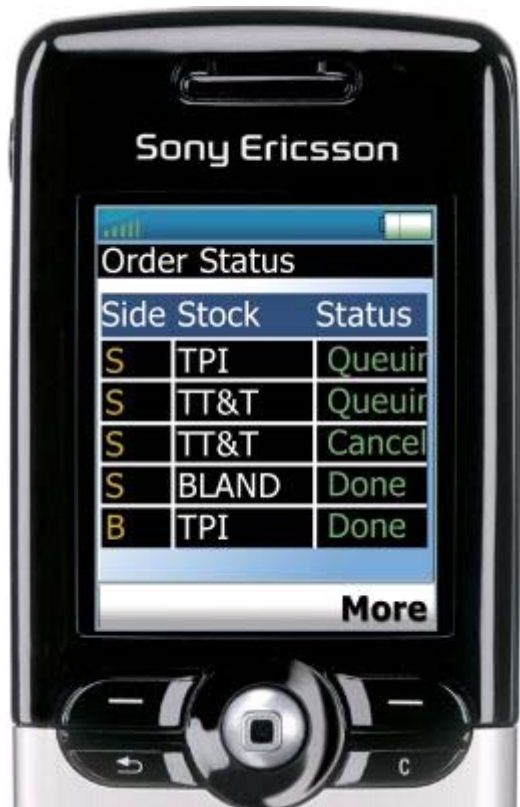 Sony Ericsson
Order Status
Side Stock Status
S TPI Queuin
S TT&T Queuin
S TT&T Cancel
S BLAND Done
B TPI Done
More
C